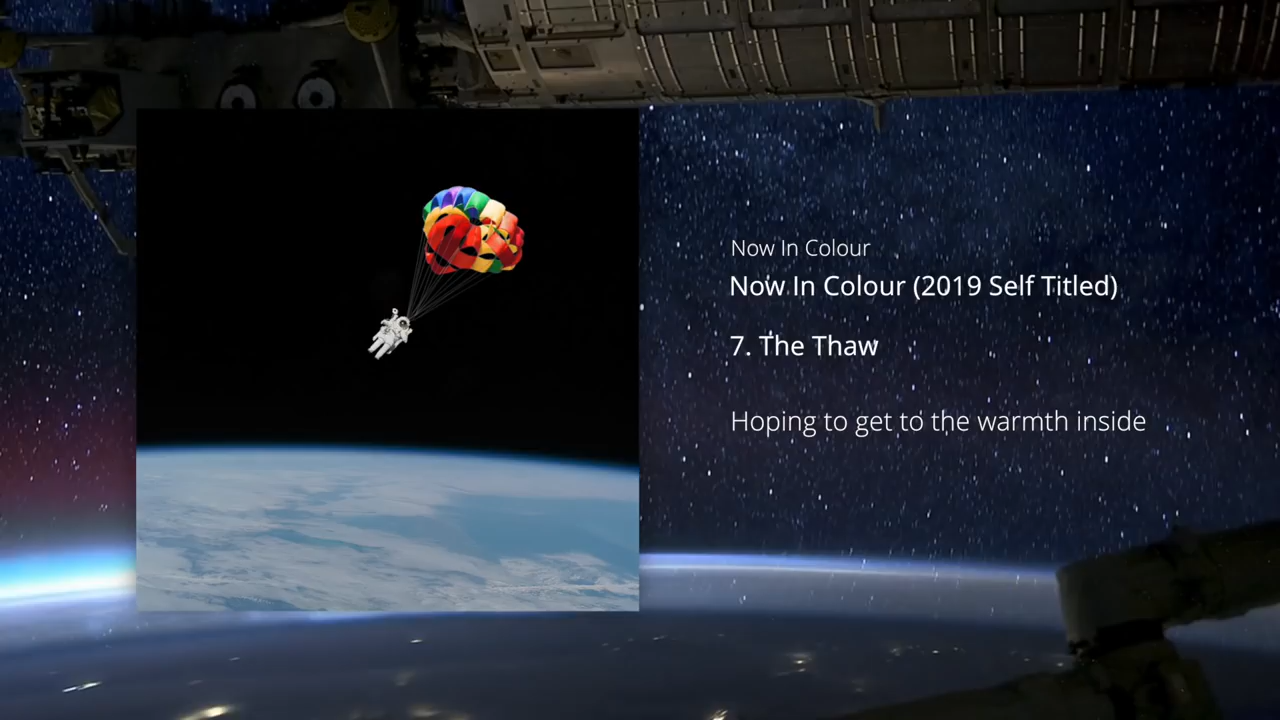 Now In Colour
Now In Colour (2019 Self Titled)
7. The Thaw
Hoping to get to the warmth inside